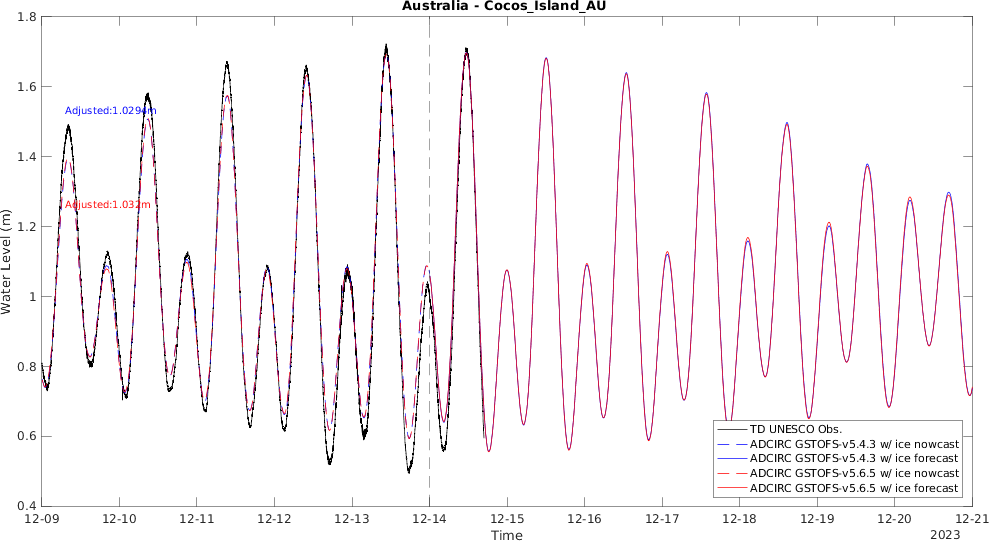 Australia - Cocos_Island_AU
Water Level (m)
1.8
1.6
1.4
1.2
1
0.8
0.6
0.4
Adjusted:1.0294m
Adjusted:1.032m
TD UNESCO Obs.
ADCIRC GSTOFS-v5.4.3 w/ ice nowcast
ADCIRC GSTOFS-v5.4.3 w/ ice forecast
ADCIRC GSTOFS-v5.6.5 w/ ice nowcast
ADCIRC GSTOFS-v5.6.5 w/ ice forecast
12-09 12-10 12-11 12-12 12-13 12-14 12-15 12-16 12-17 12-18 12-19 12-20 12-21
Time
2023